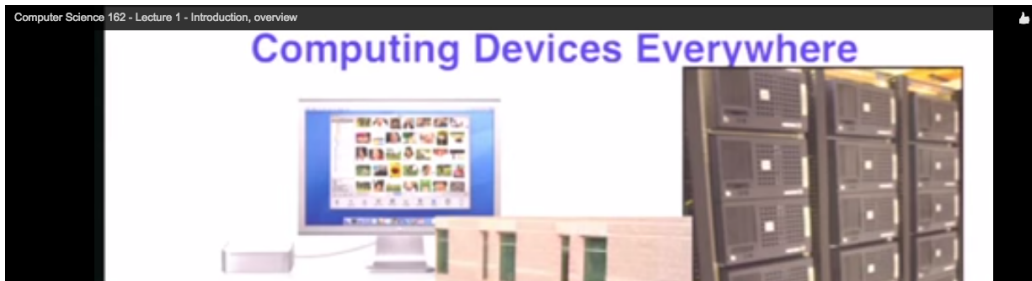 Computer Science 162 - Lecture 1 - Introduction, overview
Computing Devices Everywhere